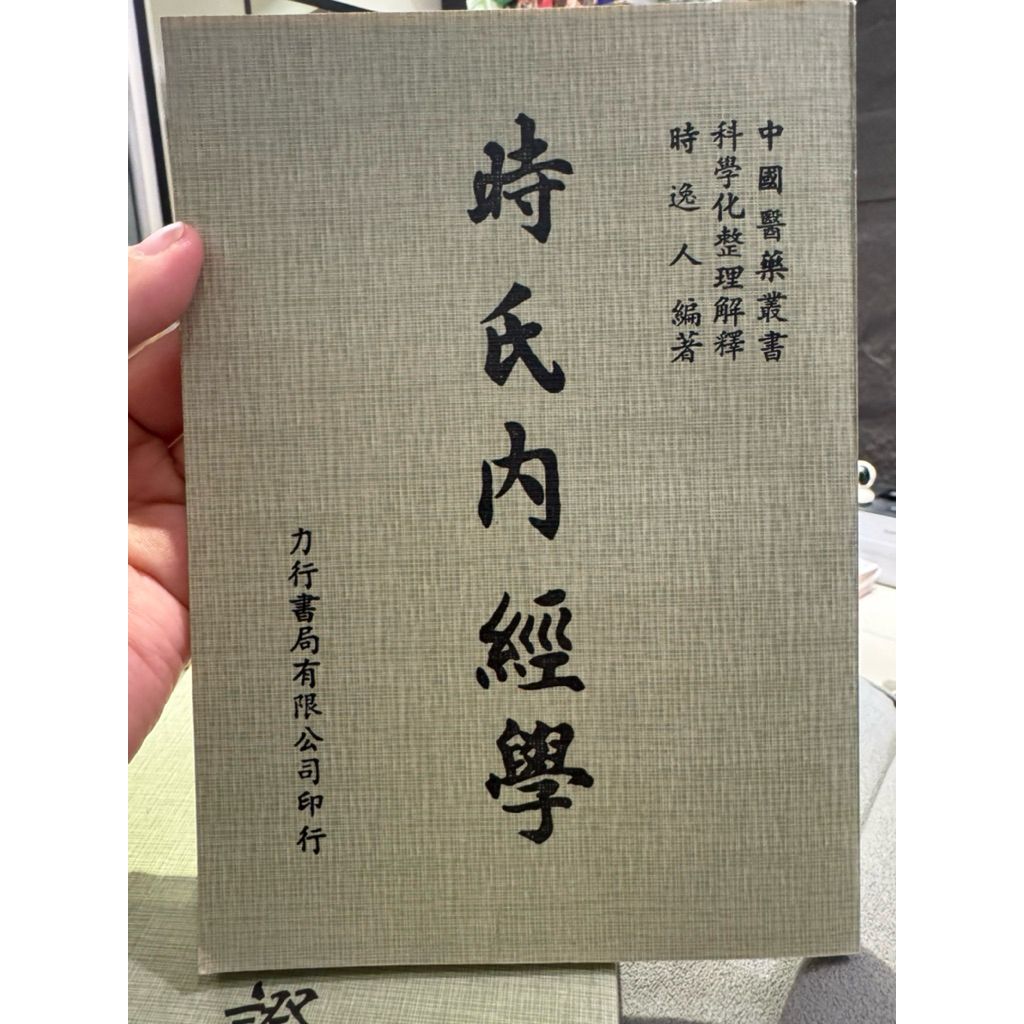 中國醫藥叢書
科學化整理解釋
時逸人編著
時氏內經學
力行書局有限公司印行